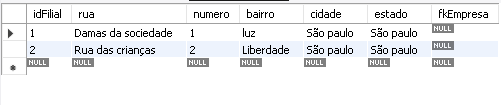 idFilial rua numero bairro cidade estado fkEmpresa
1 Damas da sociedade 1 luz São paulo São paulo NULL
2 Rua das crianças 2 Liberdade São paulo São paulo NULL
NULL NULL NULL NULL NULL NULL NULL